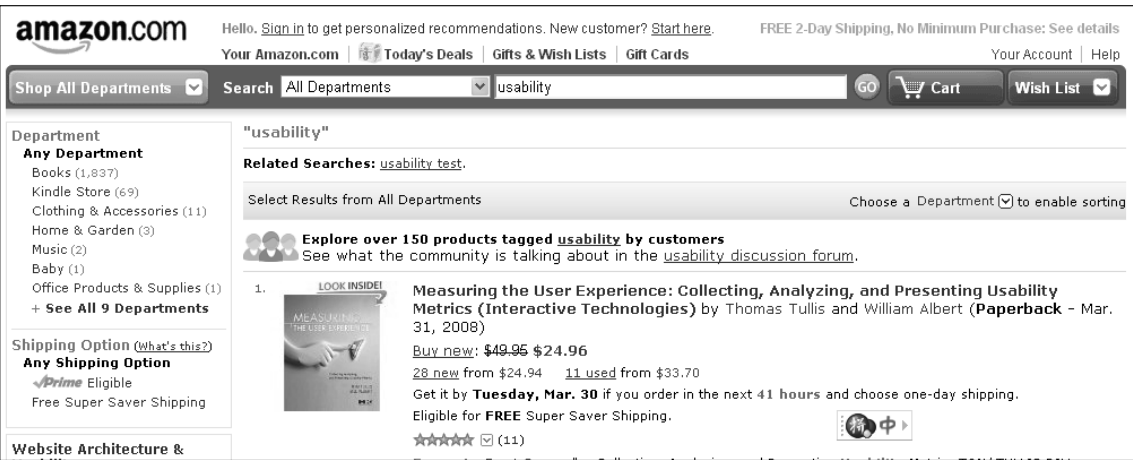 amazon.com
Hello. Sign in to get personalized recommendations. New customer? Start here.
FREE 2-Day Shipping, No Minimum Purchase: See details
Your Amazon.com
Today's Deals
Gifts & Wish Lists
Gift Cards
Your Account
Help
Shop All Departments
Search
All Departments
usability
GO
Cart
Wish List
Department
Any Department
Books (1,837)
Kindle Store (69)
Clothing & Accessories (11)
Home & Garden (3)
Music (2)
Baby (1)
Office Products & Supplies (1)
+ See All 9 Departments
Shipping Option (What's this?)
Any Shipping Option
Prime Eligible
Free Super Saver Shipping
Website Architecture &
"usability"
Related Searches: usability test.
Select Results from All Departments
Choose a Department to enable sorting
Explore over 150 products tagged usability by customers
See what the community is talking about in the usability discussion forum.
1.
LOOK INSIDE!
MEASURING
THE USER EXPERIENCE
Measuring the User Experience: Collecting, Analyzing, and Presenting Usability
Metrics (Interactive Technologies) by Thomas Tullis and William Albert (Paperback - Mar.
31, 2008)
Buy new: $49.95 $24.96
28 new from $24.94
11 used from $33.70
Get it by Tuesday, Mar. 30 if you order in the next 41 hours and choose one-day shipping.
Eligible for FREE Super Saver Shipping.
(11)
中